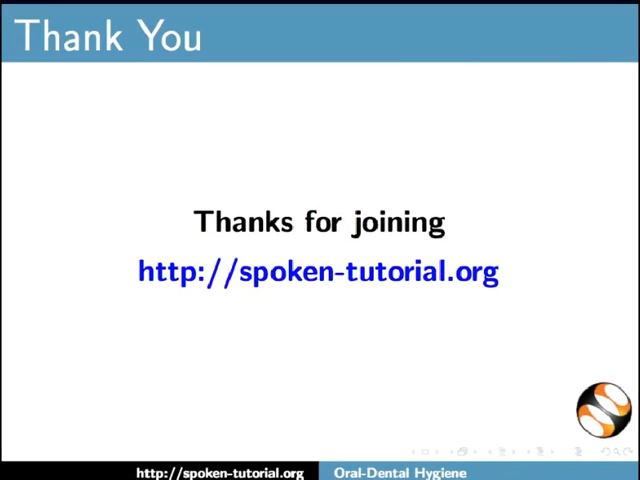 Thank You
Thanks for joining
http://spoken-tutorial.org
http://spoken-tutorial.org Oral-Dental Hygiene